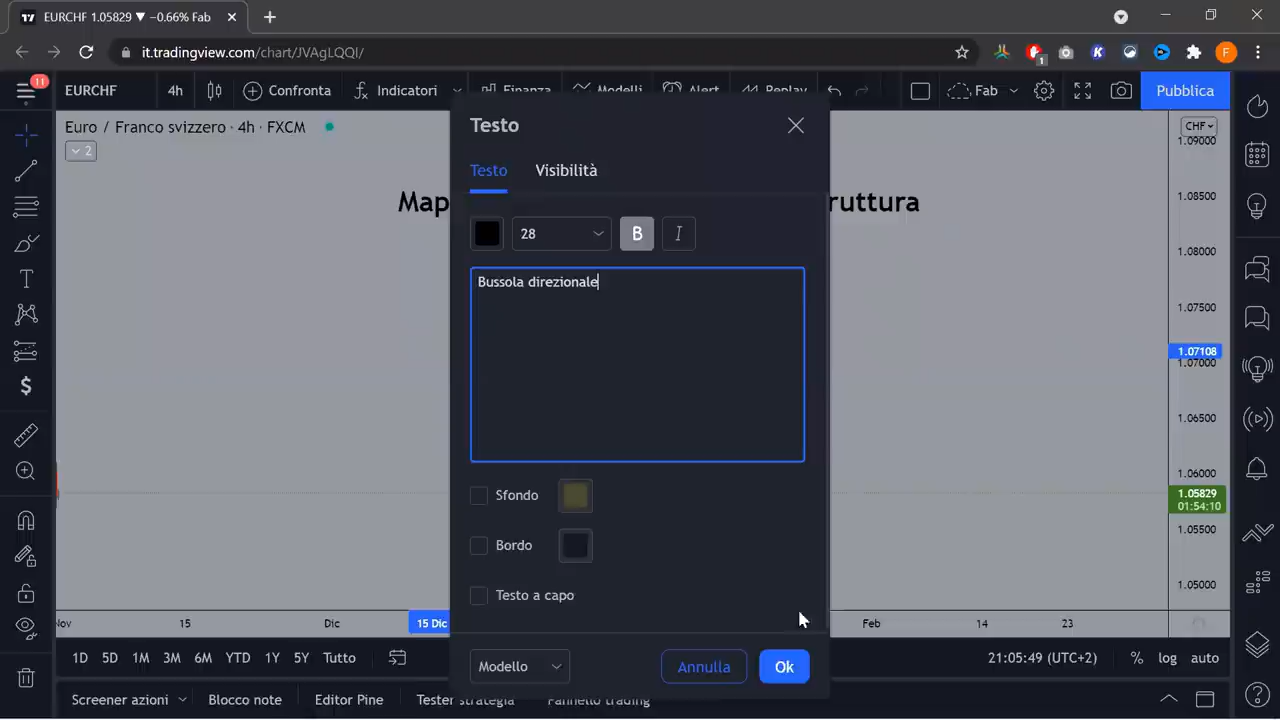 EURCHF 1.05829 ▼ −0.66% Fab
it.tradingview.com/chart/JVAgLQQI/
1
F
11
EURCHF
4h
Confronta
Indicatori
Finanza
Modelli
Alert
Replay
Fab
Pubblica
Euro / Franco svizzero · 4h · FXCM
2
Map
ruttura
Testo
Testo
Visibilità
28
B
I
Bussola direzionale
Sfondo
Bordo
Testo a capo
Modello
Annulla
Ok
CHF
1.09000
1.08500
1.08000
1.07500
1.07108
1.07000
1.06500
1.06000
1.05829
01:54:10
1.05500
1.05000
Nov
15
Dic
15 Dic
Feb
14
23
1D 5D 1M 3M 6M YTD 1Y 5Y Tutto
21:05:49 (UTC+2)
% log auto
Screener azioni
Blocco note
Editor Pine
Tester strategia
Pannello trading